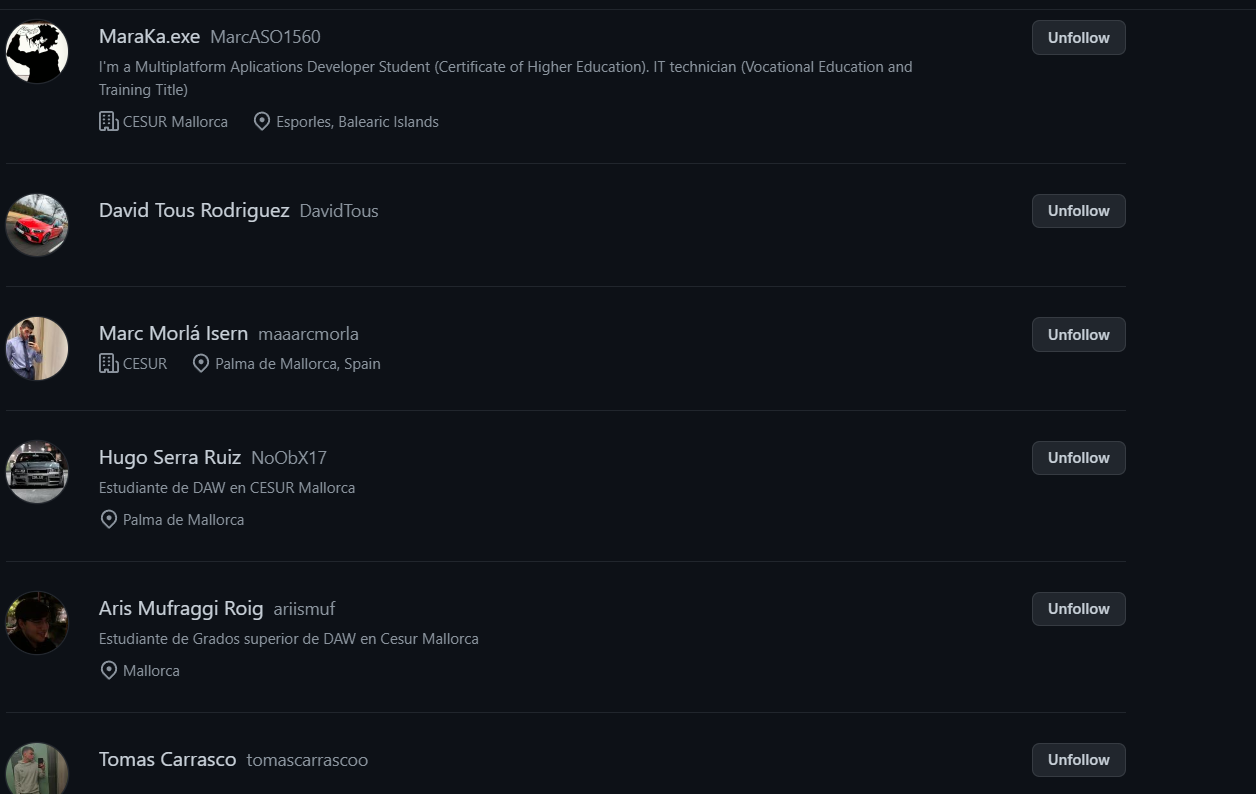 MaraKa.exe MarcASO1560
Unfollow
I'm a Multiplatform Aplications Developer Student (Certificate of Higher Education). IT technician (Vocational Education and
Training Title)
CESUR Mallorca Esporles, Balearic Islands
David Tous Rodriguez DavidTous
Unfollow
Marc Morlá Isern maaarcmorla
Unfollow
CESUR Palma de Mallorca, Spain
Hugo Serra Ruiz NoObX17
Unfollow
Estudiante de DAW en CESUR Mallorca
Palma de Mallorca
Aris Mufraggi Roig ariismuf
Unfollow
Estudiante de Grados superior de DAW en Cesur Mallorca
Mallorca
Tomas Carrasco tomascarrascoo
Unfollow